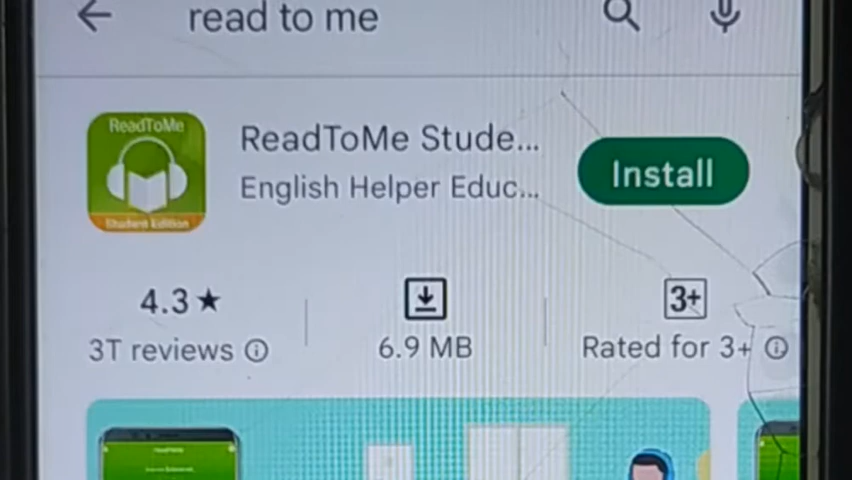 read to me
ReadToMe
Student Edition
ReadToMe Stude...
English Helper Educ...
Install
4.3★
3T reviews
6.9 MB
3+
Rated for 3+